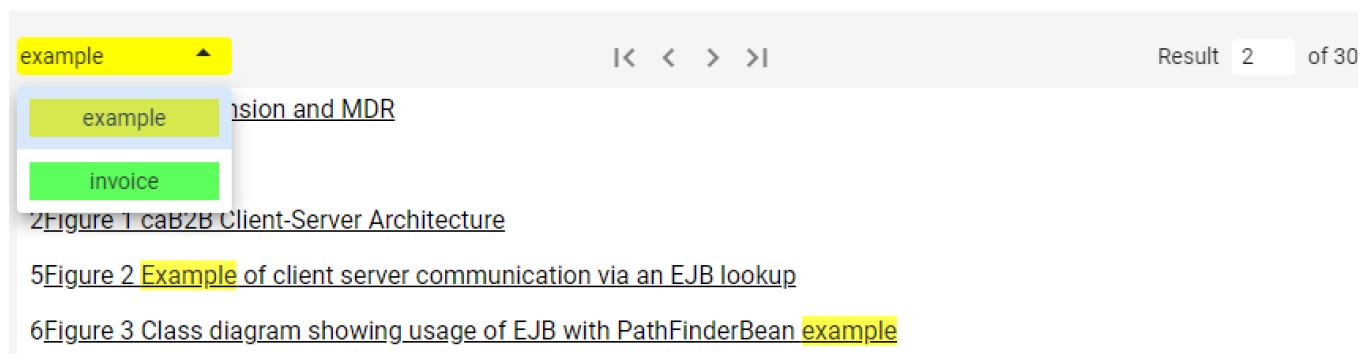 example
Result 2 of 30
example
nsion and MDR
invoice
2Figure 1 caB2B Client-Server Architecture
5Figure 2 Example of client server communication via an EJB lookup
6Figure 3 Class diagram showing usage of EJB with PathFinderBean example